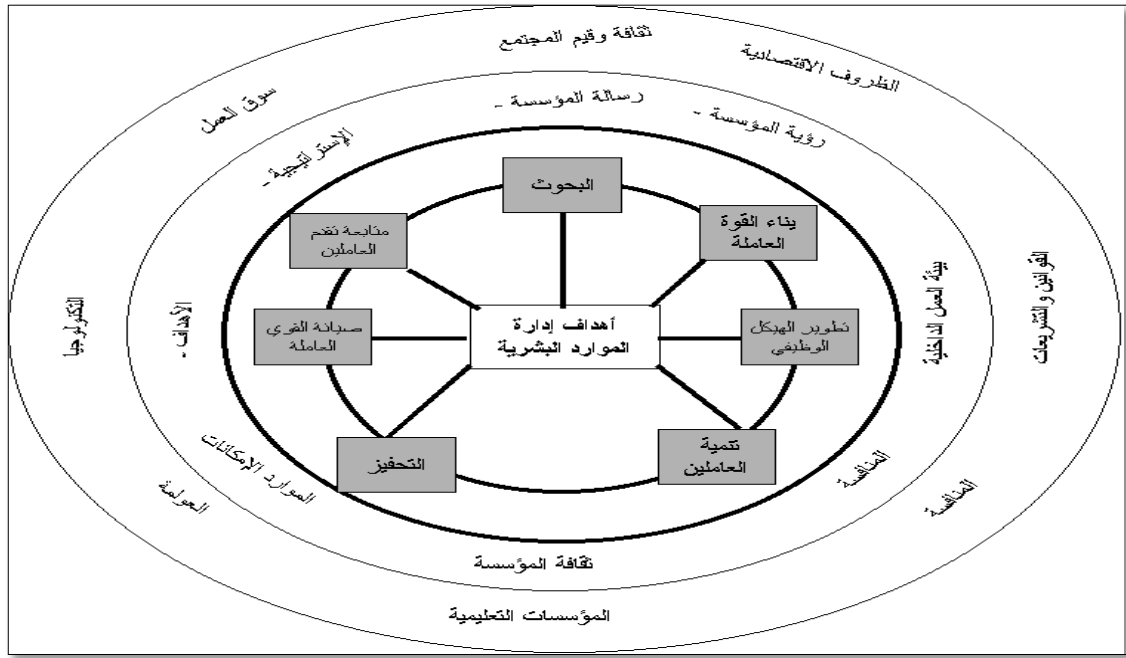 ثقافة وقيم المجتمع
الظروف الاقتصادية
سوق العمل
رسالة المؤسسة -
رؤية المؤسسة -
الإستراتيجية -
البحوث
بناء القوة
العاملة
متابعة تقدم
العاملين
القوانين والتشريعات
بيئة العمل الداخلية
تطوير الهيكل
الوظيفي
أهداف إدارة
الموارد البشرية
صيانة القوي
العاملة
الأهداف -
التكنولوجيا
تنمية
العاملين
التحفيز
المنافسة
المنافسة
الموارد الإمكانات
العولمة
ثقافة المؤسسة
المؤسسات التعليمية